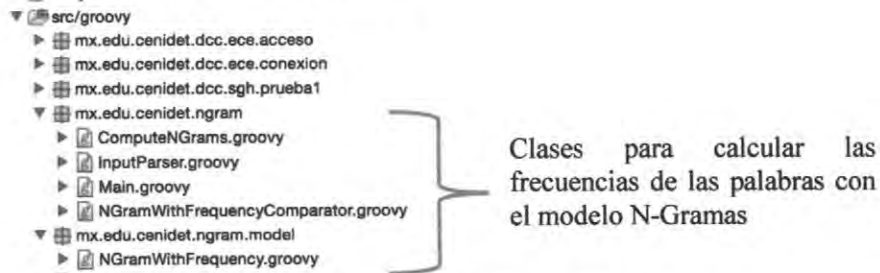 src/groovy
mx.edu.cenidet.dcc.ece.acceso
mx.edu.cenidet.dcc.ece.conexion
mx.edu.cenidet.dcc.sgh.prueba1
mx.edu.cenidet.ngram
ComputeNGrams.groovy
InputParser.groovy
Main.groovy
NGramWithFrequencyComparator.groovy
mx.edu.cenidet.ngram.model
NGramWithFrequency.groovy
Clases para calcular las
frecuencias de las palabras con
el modelo N-Gramas